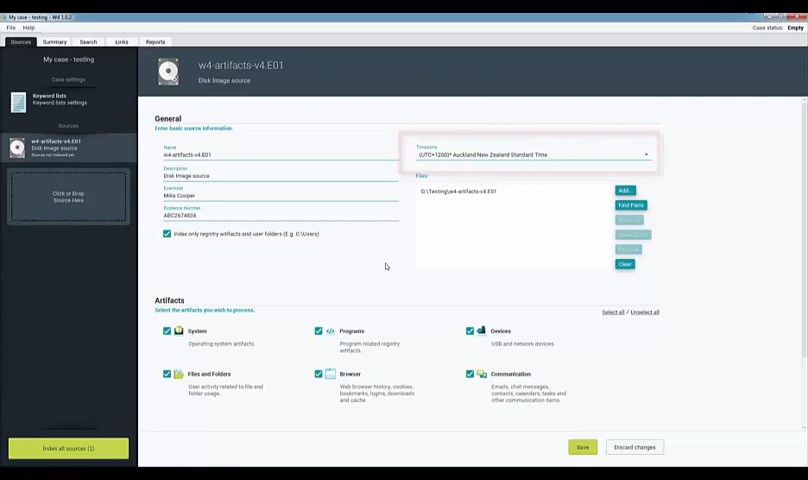 My case - testing - W4 1.0.2
File Help
Case status: Empty
Sources Summary Search Links Reports
My case - testing
Case settings
Keyword lists
Keyword lists settings
Sources
w4-artifacts-v4.E01
Disk Image source
Source not indexed yet
Click or Drop
Source Here
Index all sources (1)
w4-artifacts-v4.E01
Disk Image source
General
Enter basic source information.
Name
w4-artifacts-v4.E01
Description
Disk Image source
Examiner
Mike Cooper
Evidence Number
ABC2674836
Index only registry artifacts and user folders (E.g. C:\Users)
Timezone
(UTC+1200)* Auckland New Zealand Standard Time
Files
D:\Testing\w4-artifacts-v4.E01
Add..
Find Parts
Clear
Artifacts
Select the artifacts you wish to process.
Select all / Unselect all
System
Operating system artifacts.
Programs
Program related registry
artifacts.
Devices
USB and network devices.
Files and Folders
User activity related to file and
folder usage.
Browser
Web browser history, cookies,
bookmarks, logins, downloads
and cache
Communication
Emails, chat messages,
contacts, calendars, tasks and
other communication items
Save
Discard changes